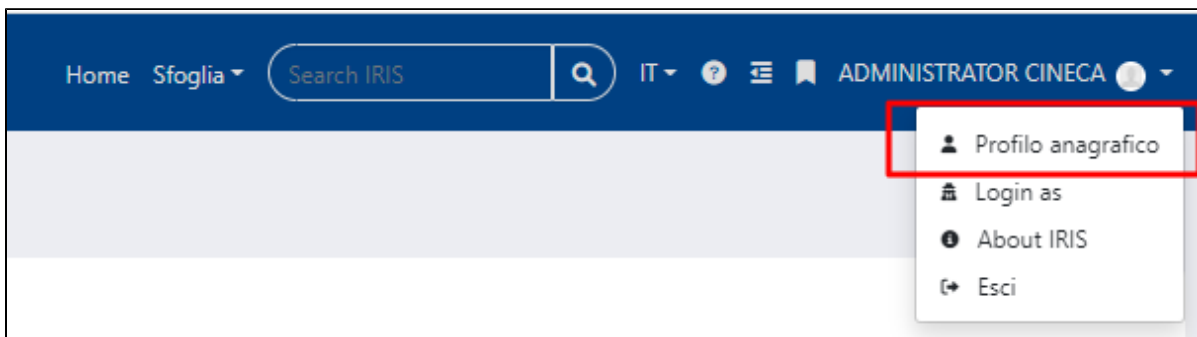 Home Sfoglia Search IRIS IT ADMINISTRATOR CINECA
Profilo anagrafico
Login as
About IRIS
Esci